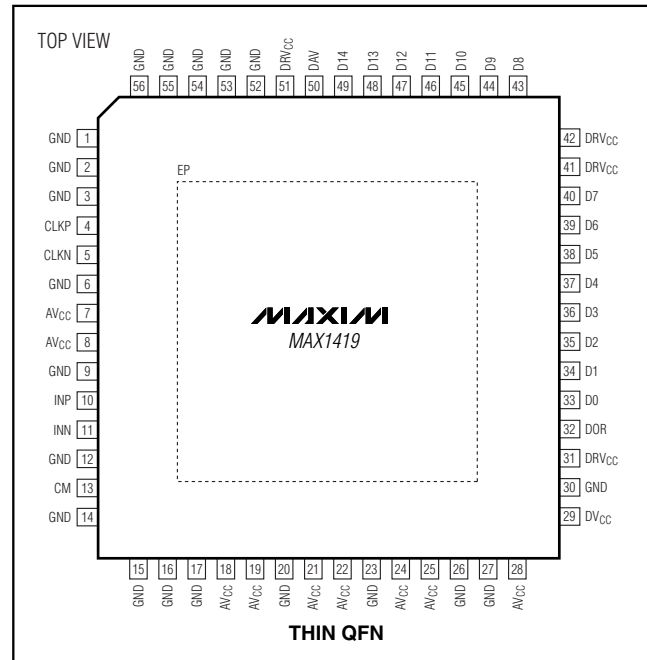 TOP VIEW
GND GND GND GND GND DRVCC DAV D14 D13 D12 D11 D10 D9 D8
56 55 54 53 52 51 50 49 48 47 46 45 44 43
GND 1
GND 2
GND 3
CLKP 4
CLKN 5
GND 6
AVCC 7
AVCC 8
GND 9
INP 10
INN 11
GND 12
CM 13
GND 14
EP
MAXIM
MAX1419
42 DRVCC
41 DRVCC
40 D7
39 D6
38 D5
37 D4
36 D3
35 D2
34 D1
33 D0
32 DOR
31 DRVCC
30 GND
29 DVCC
15 16 17 18 19 20 21 22 23 24 25 26 27 28
GND GND GND AVCC AVCC GND AVCC AVCC GND AVCC AVCC GND GND AVCC
THIN QFN